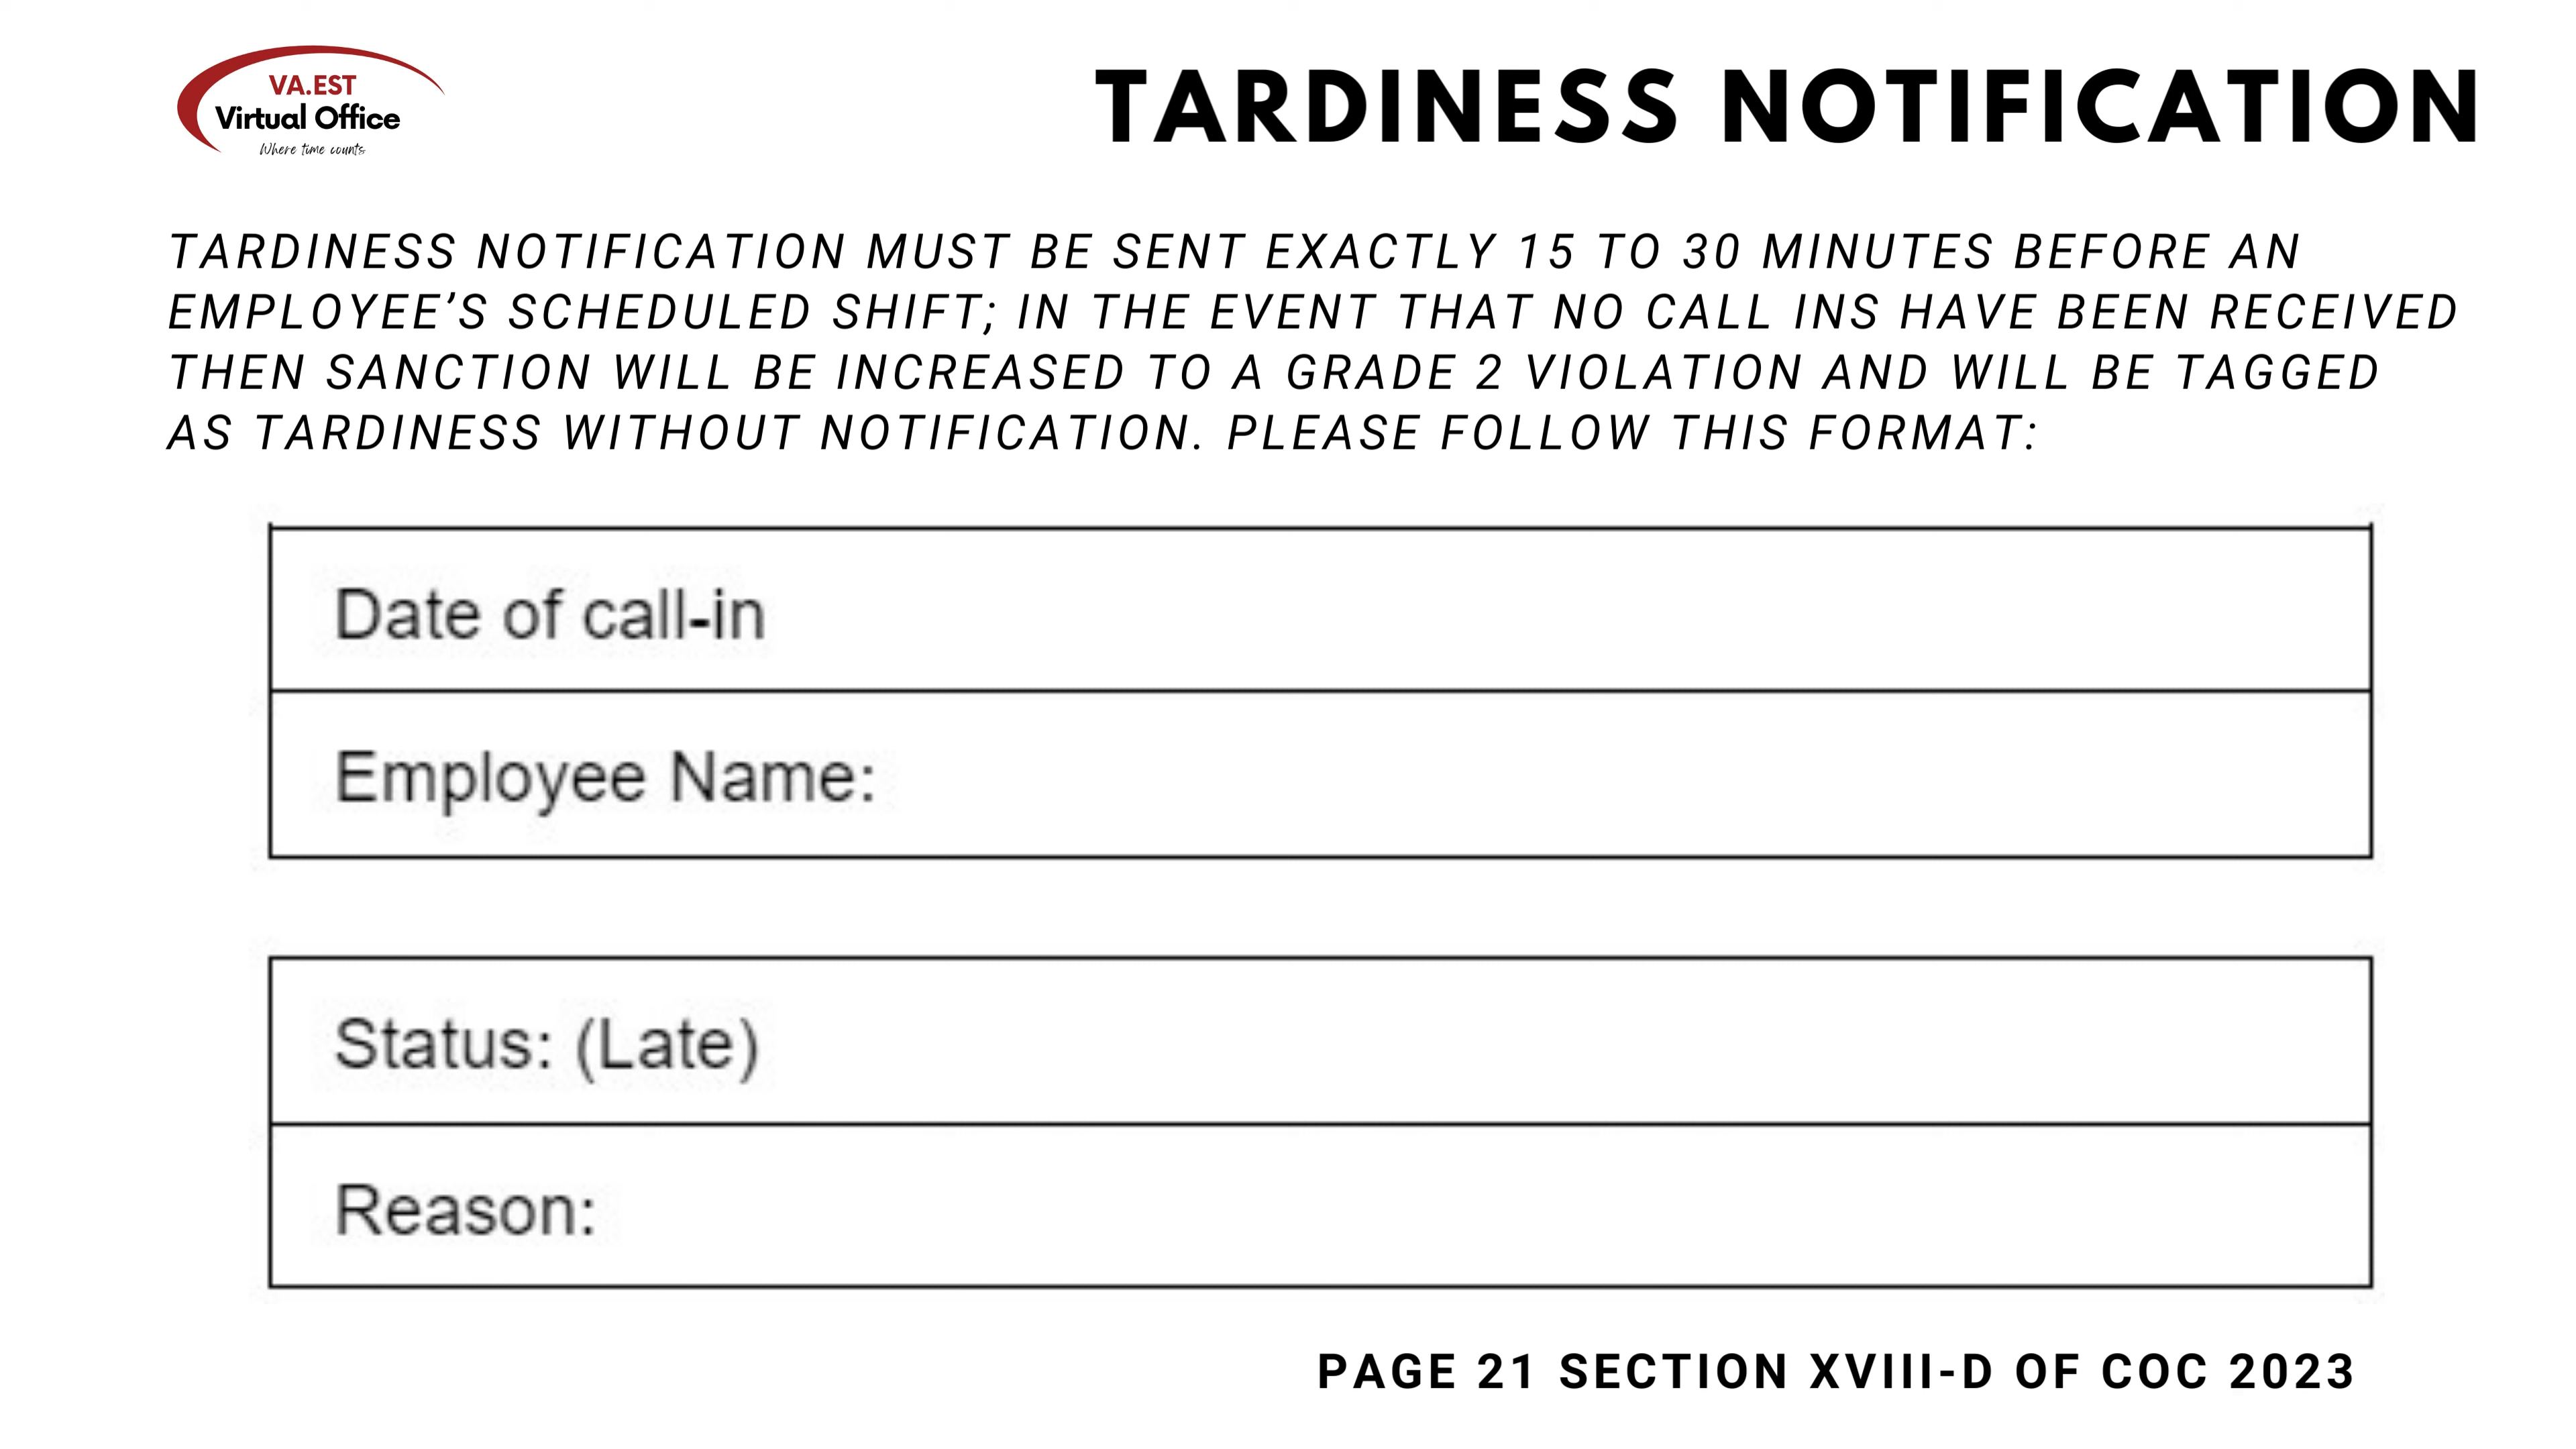 VA.EST
Virtual Office
Where time counts
TARDINESS NOTIFICATION
TARDINESS NOTIFICATION MUST BE SENT EXACTLY 15 TO 30 MINUTES BEFORE AN
EMPLOYEE’S SCHEDULED SHIFT; IN THE EVENT THAT NO CALL INS HAVE BEEN RECEIVED
THEN SANCTION WILL BE INCREASED TO A GRADE 2 VIOLATION AND WILL BE TAGGED
AS TARDINESS WITHOUT NOTIFICATION. PLEASE FOLLOW THIS FORMAT:
Date of call-in
Employee Name:
Status: (Late)
Reason:
PAGE 21 SECTION XVIII-D OF COC 2023